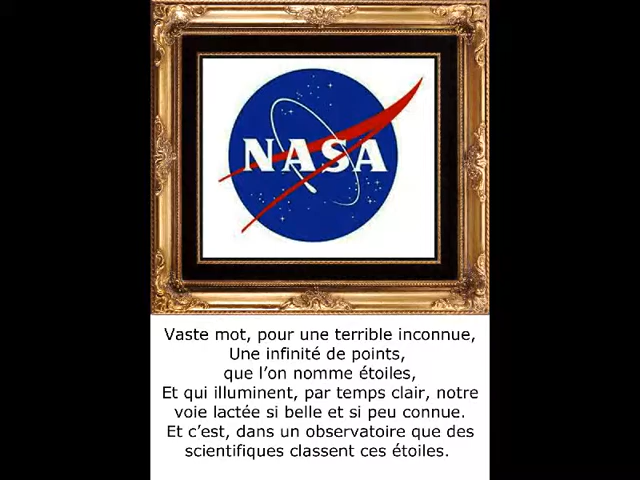 NASA
Vaste mot, pour une terrible inconnue,
Une infinité de points,
que l’on nomme étoiles,
Et qui illuminent, par temps clair, notre
voie lactée si belle et si peu connue.
Et c’est, dans un observatoire que des
scientifiques classent ces étoiles.